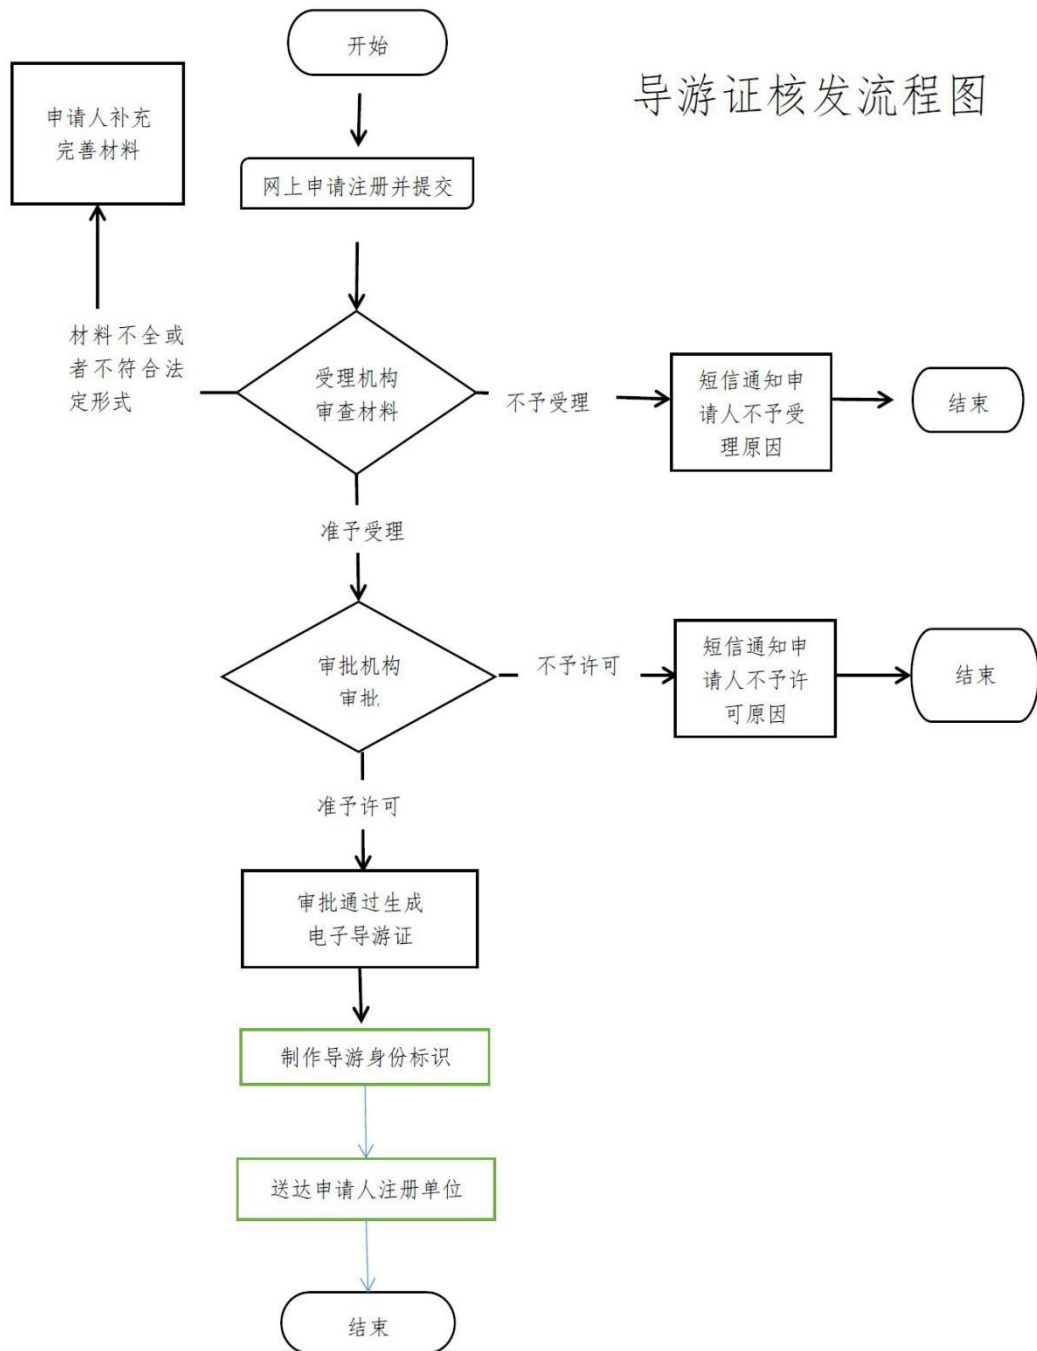 开始
导游证核发流程图
申请人补充
完善材料
网上申请注册并提交
材料不全或
者不符合法
定形式
受理机构
审查材料
不予受理
短信通知申
请人不予受
理原因
结束
准予受理
审批机构
审批
不予许可
短信通知申
请人不予许
可原因
结束
准予许可
审批通过生成
电子导游证
制作导游身份标识
送达申请人注册单位
结束